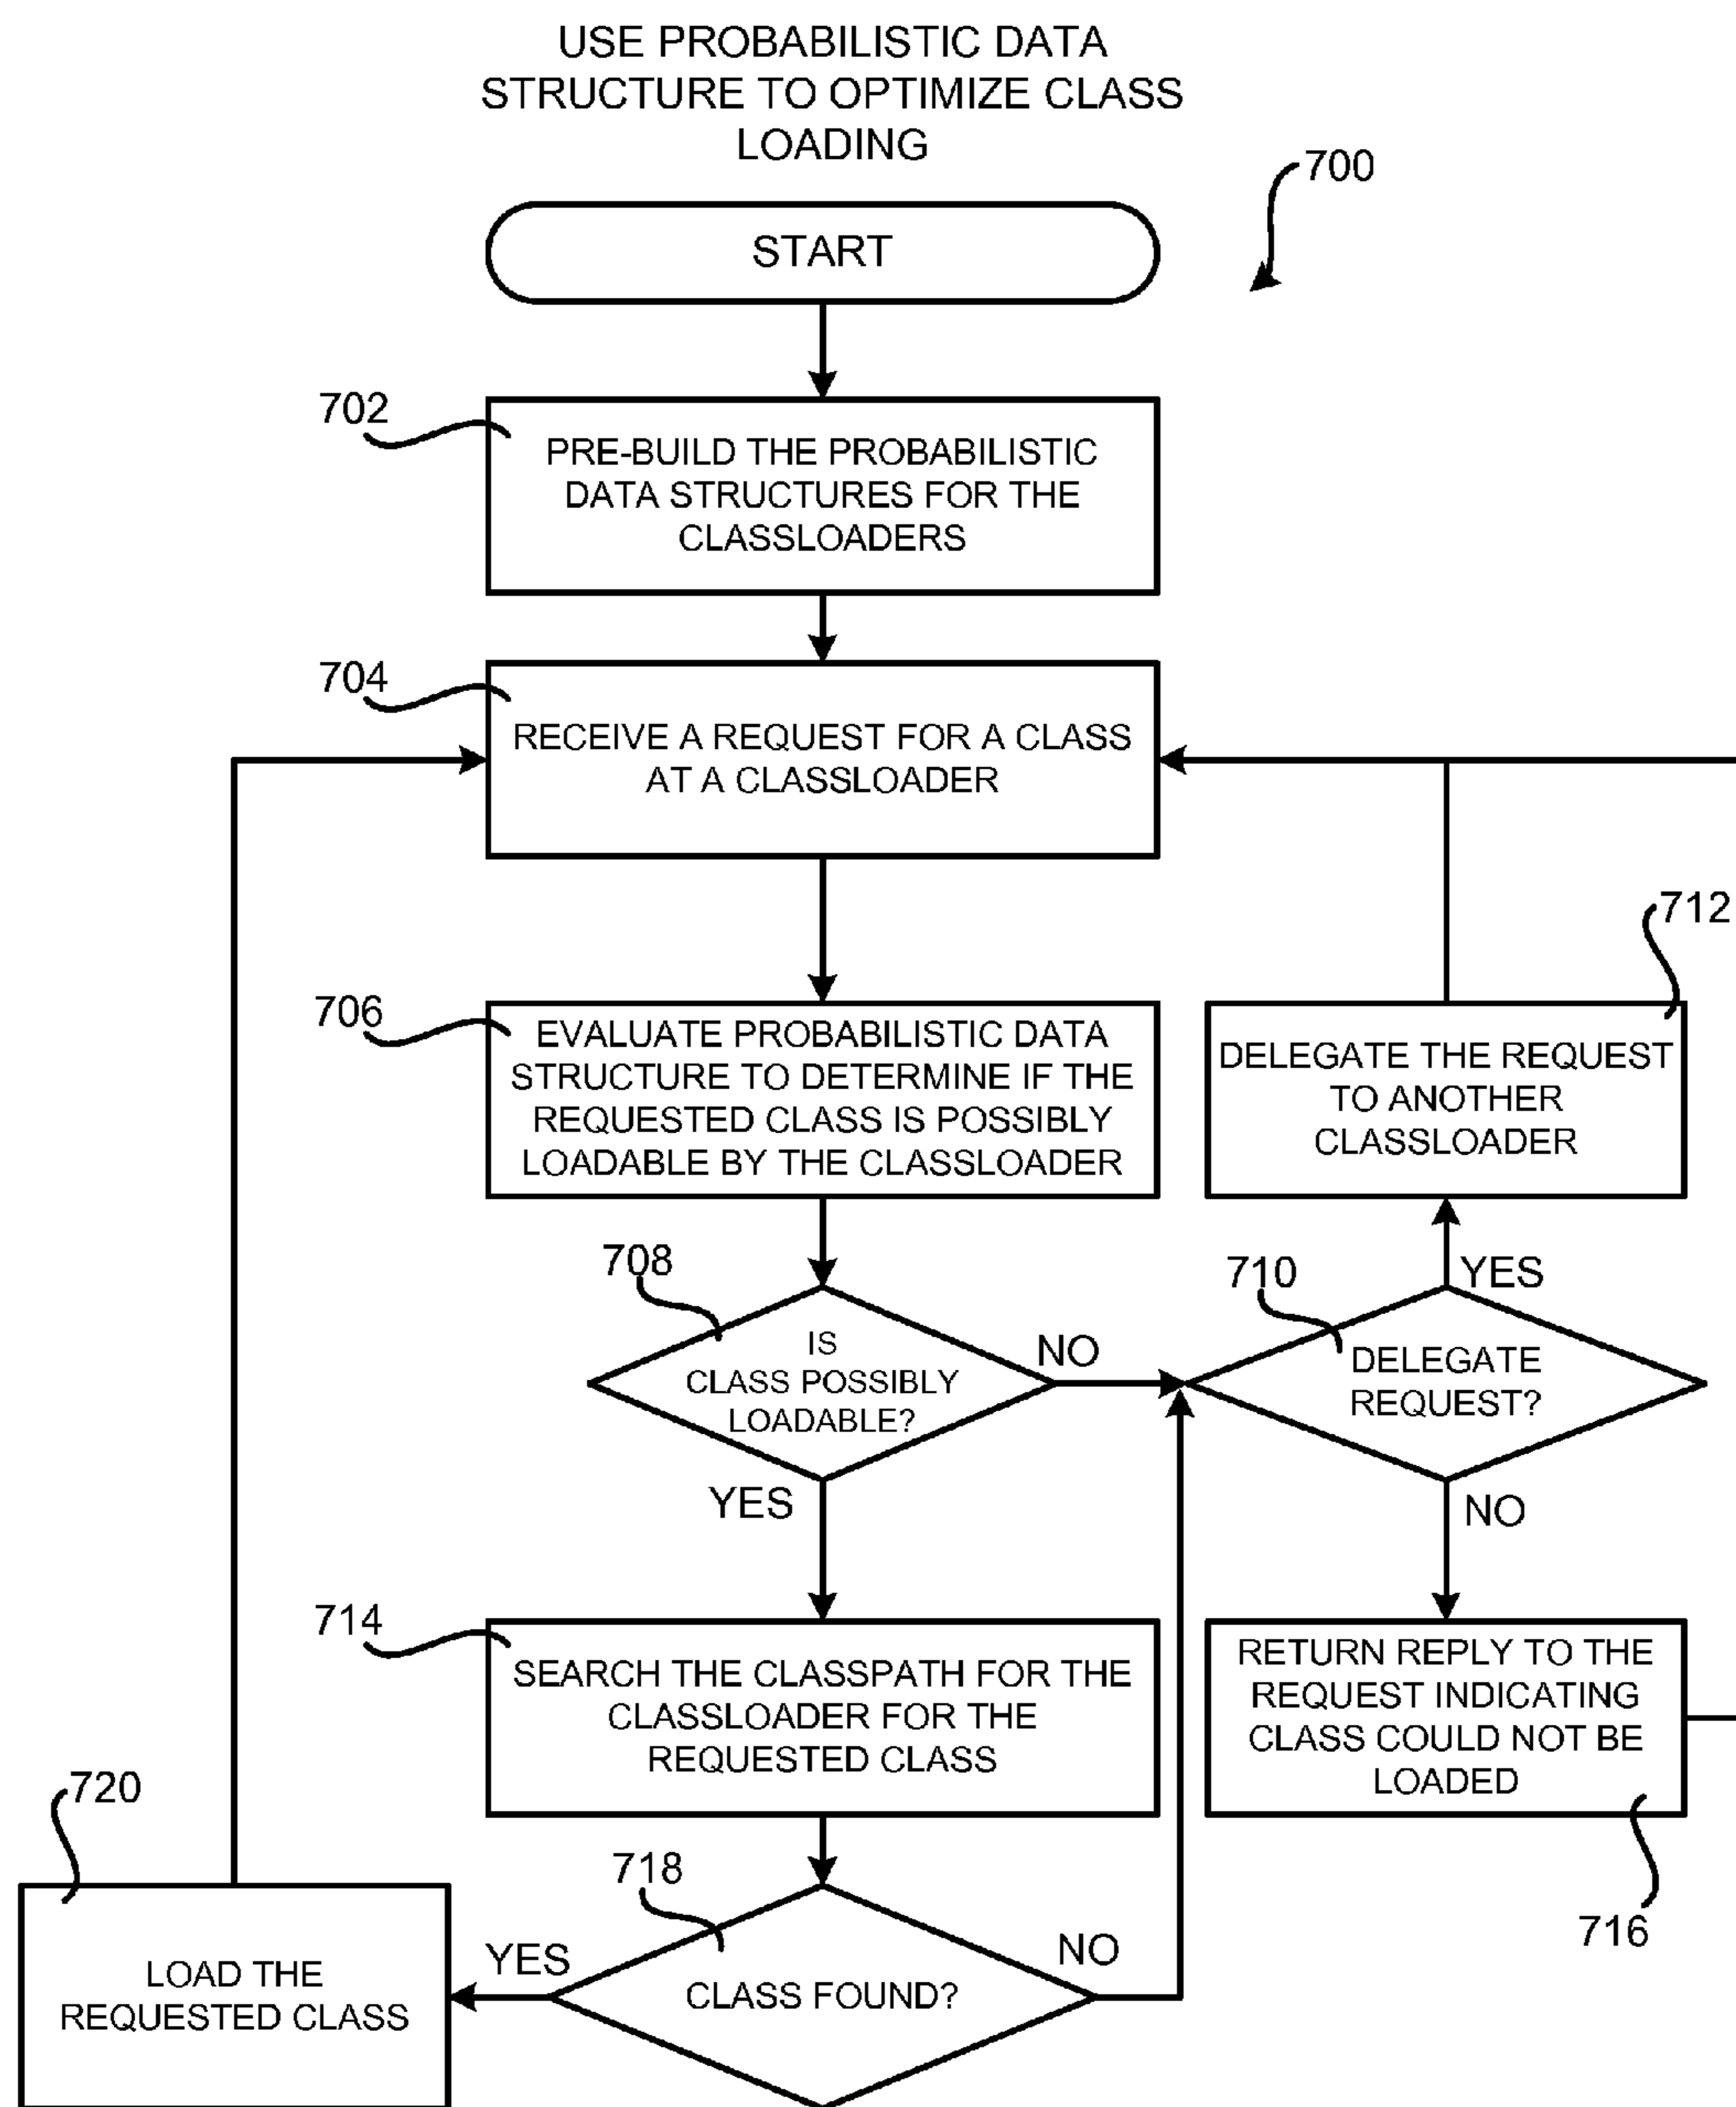 USE PROBABILISTIC DATA
STRUCTURE TO OPTIMIZE CLASS
LOADING
700
START
702
PRE-BUILD THE PROBABILISTIC
DATA STRUCTURES FOR THE
CLASSLOADERS
704
RECEIVE A REQUEST FOR A CLASS
AT A CLASSLOADER
706
EVALUATE PROBABILISTIC DATA
STRUCTURE TO DETERMINE IF THE
REQUESTED CLASS IS POSSIBLY
LOADABLE BY THE CLASSLOADER
712
DELEGATE THE REQUEST
TO ANOTHER
CLASSLOADER
708
IS
CLASS POSSIBLY
LOADABLE?
NO
YES
710
DELEGATE
REQUEST?
YES
NO
714
SEARCH THE CLASSPATH FOR THE
CLASSLOADER FOR THE
REQUESTED CLASS
RETURN REPLY TO THE
REQUEST INDICATING
CLASS COULD NOT BE
LOADED
716
718
CLASS FOUND?
YES
NO
720
LOAD THE
REQUESTED CLASS